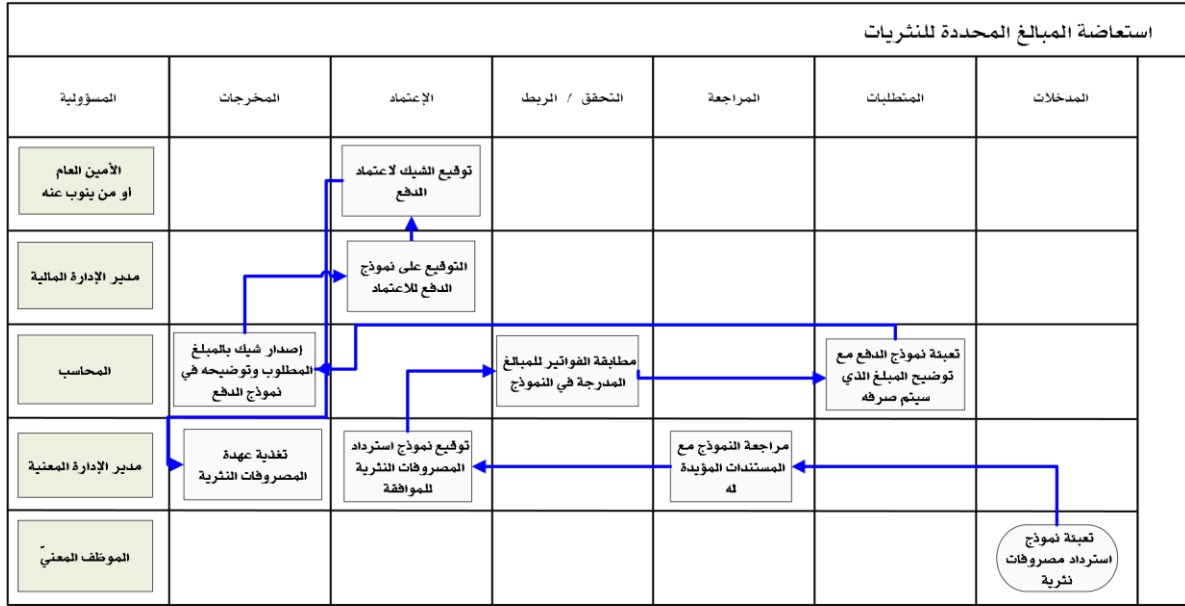 استعاضة المبالغ المحددة للنثريات
المدخلات
المتطلبات
المراجعة
التحقق / الربط
الإعتماد
المخرجات
المسؤولية
توقيع الشيك لاعتماد
الدفع
الأمين العام
أو من ينوب عنه
التوقيع على نموذج
الدفع للاعتماد
مدير الإدارة المالية
تعبئة نموذج الدفع مع
توضيح المبلغ الذي
سيتم صرفه
مطابقة الفواتير للمبالغ
المدرجة في النموذج
إصدار شيك بالمبلغ
المطلوب وتوضيحه في
نموذج الدفع
المحاسب
مراجعة النموذج مع
المستندات المؤيدة
له
توقيع نموذج استرداد
المصروفات النثرية
للموافقة
تغذية عهدة
المصروفات النثرية
مدير الإدارة المعنية
تعبئة نموذج
استرداد مصروفات
نثرية
الموظف المعنيّ